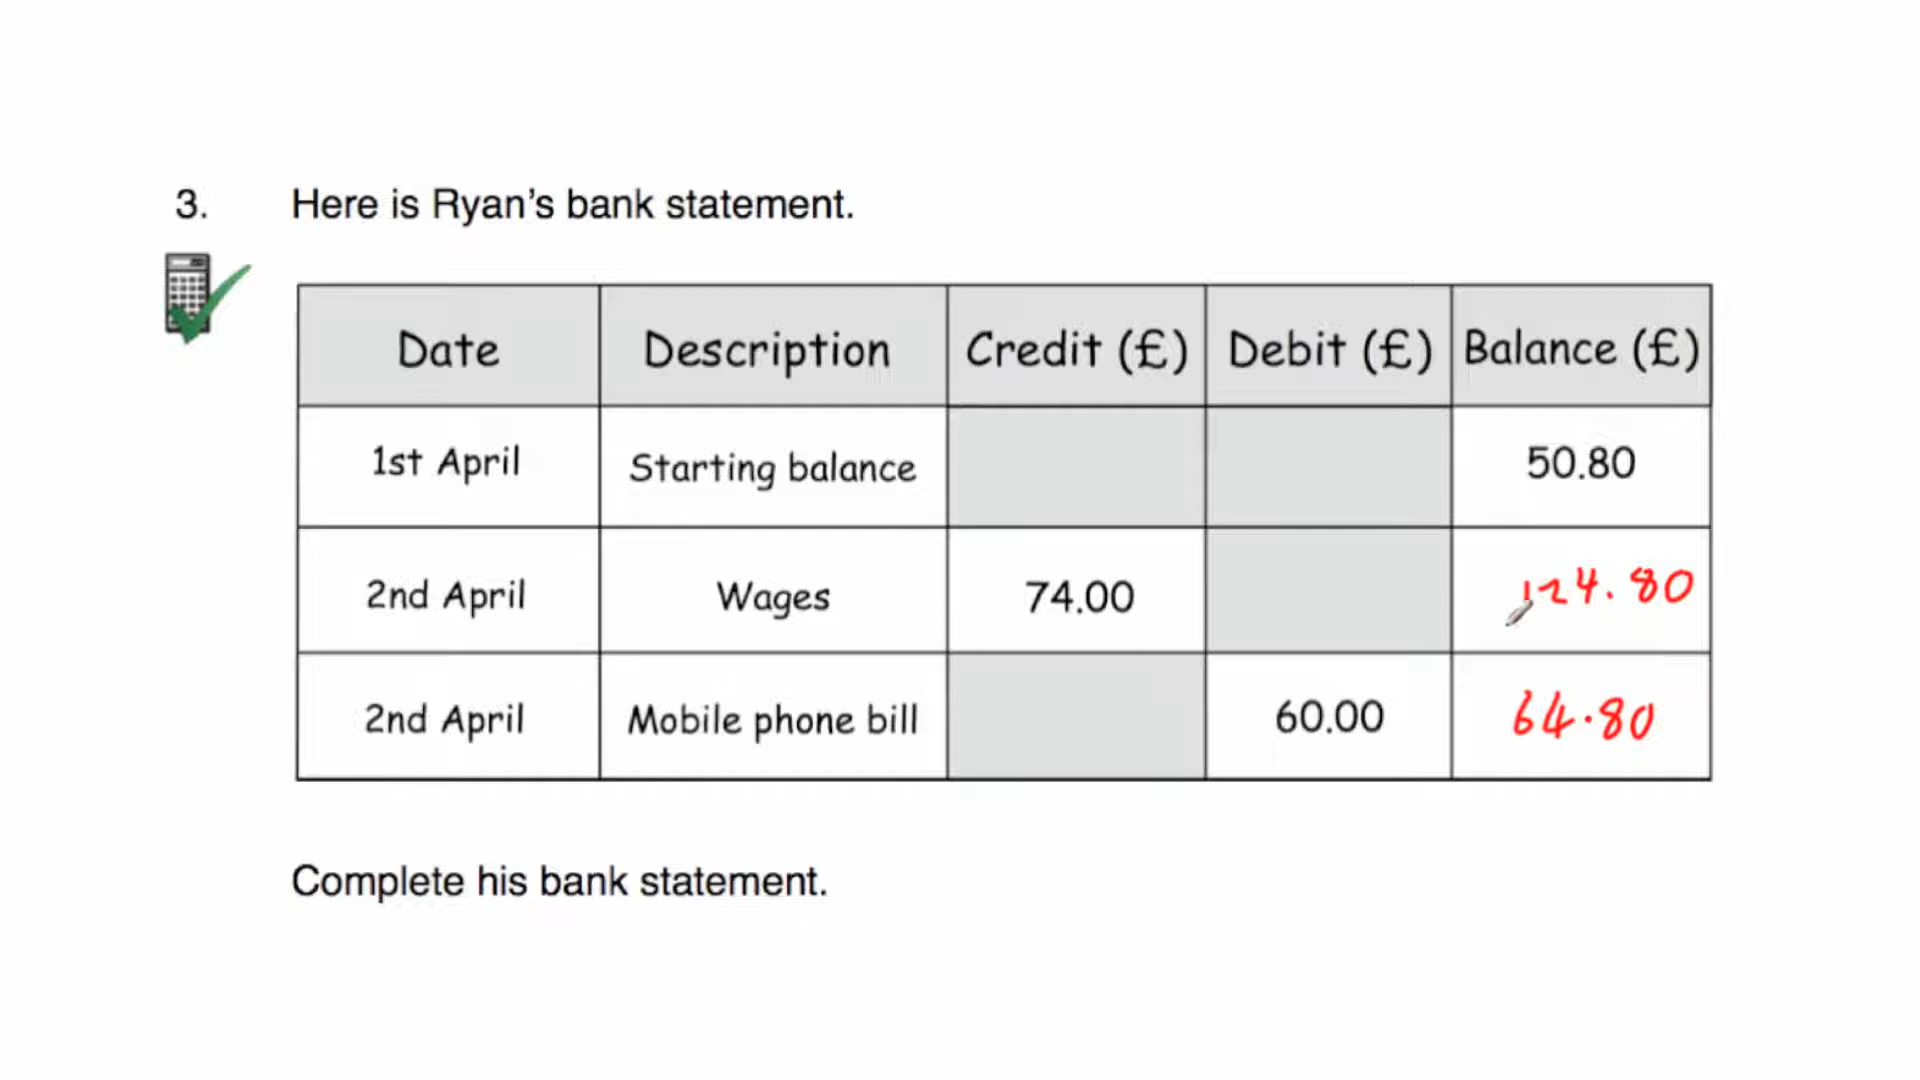 3. Here is Ryan's bank statement.
Date Description Credit (£) Debit (£) Balance (£)
1st April Starting balance 50.80
2nd April Wages 74.00 124.80
2nd April Mobile phone bill 60.00 64.80
Complete his bank statement.